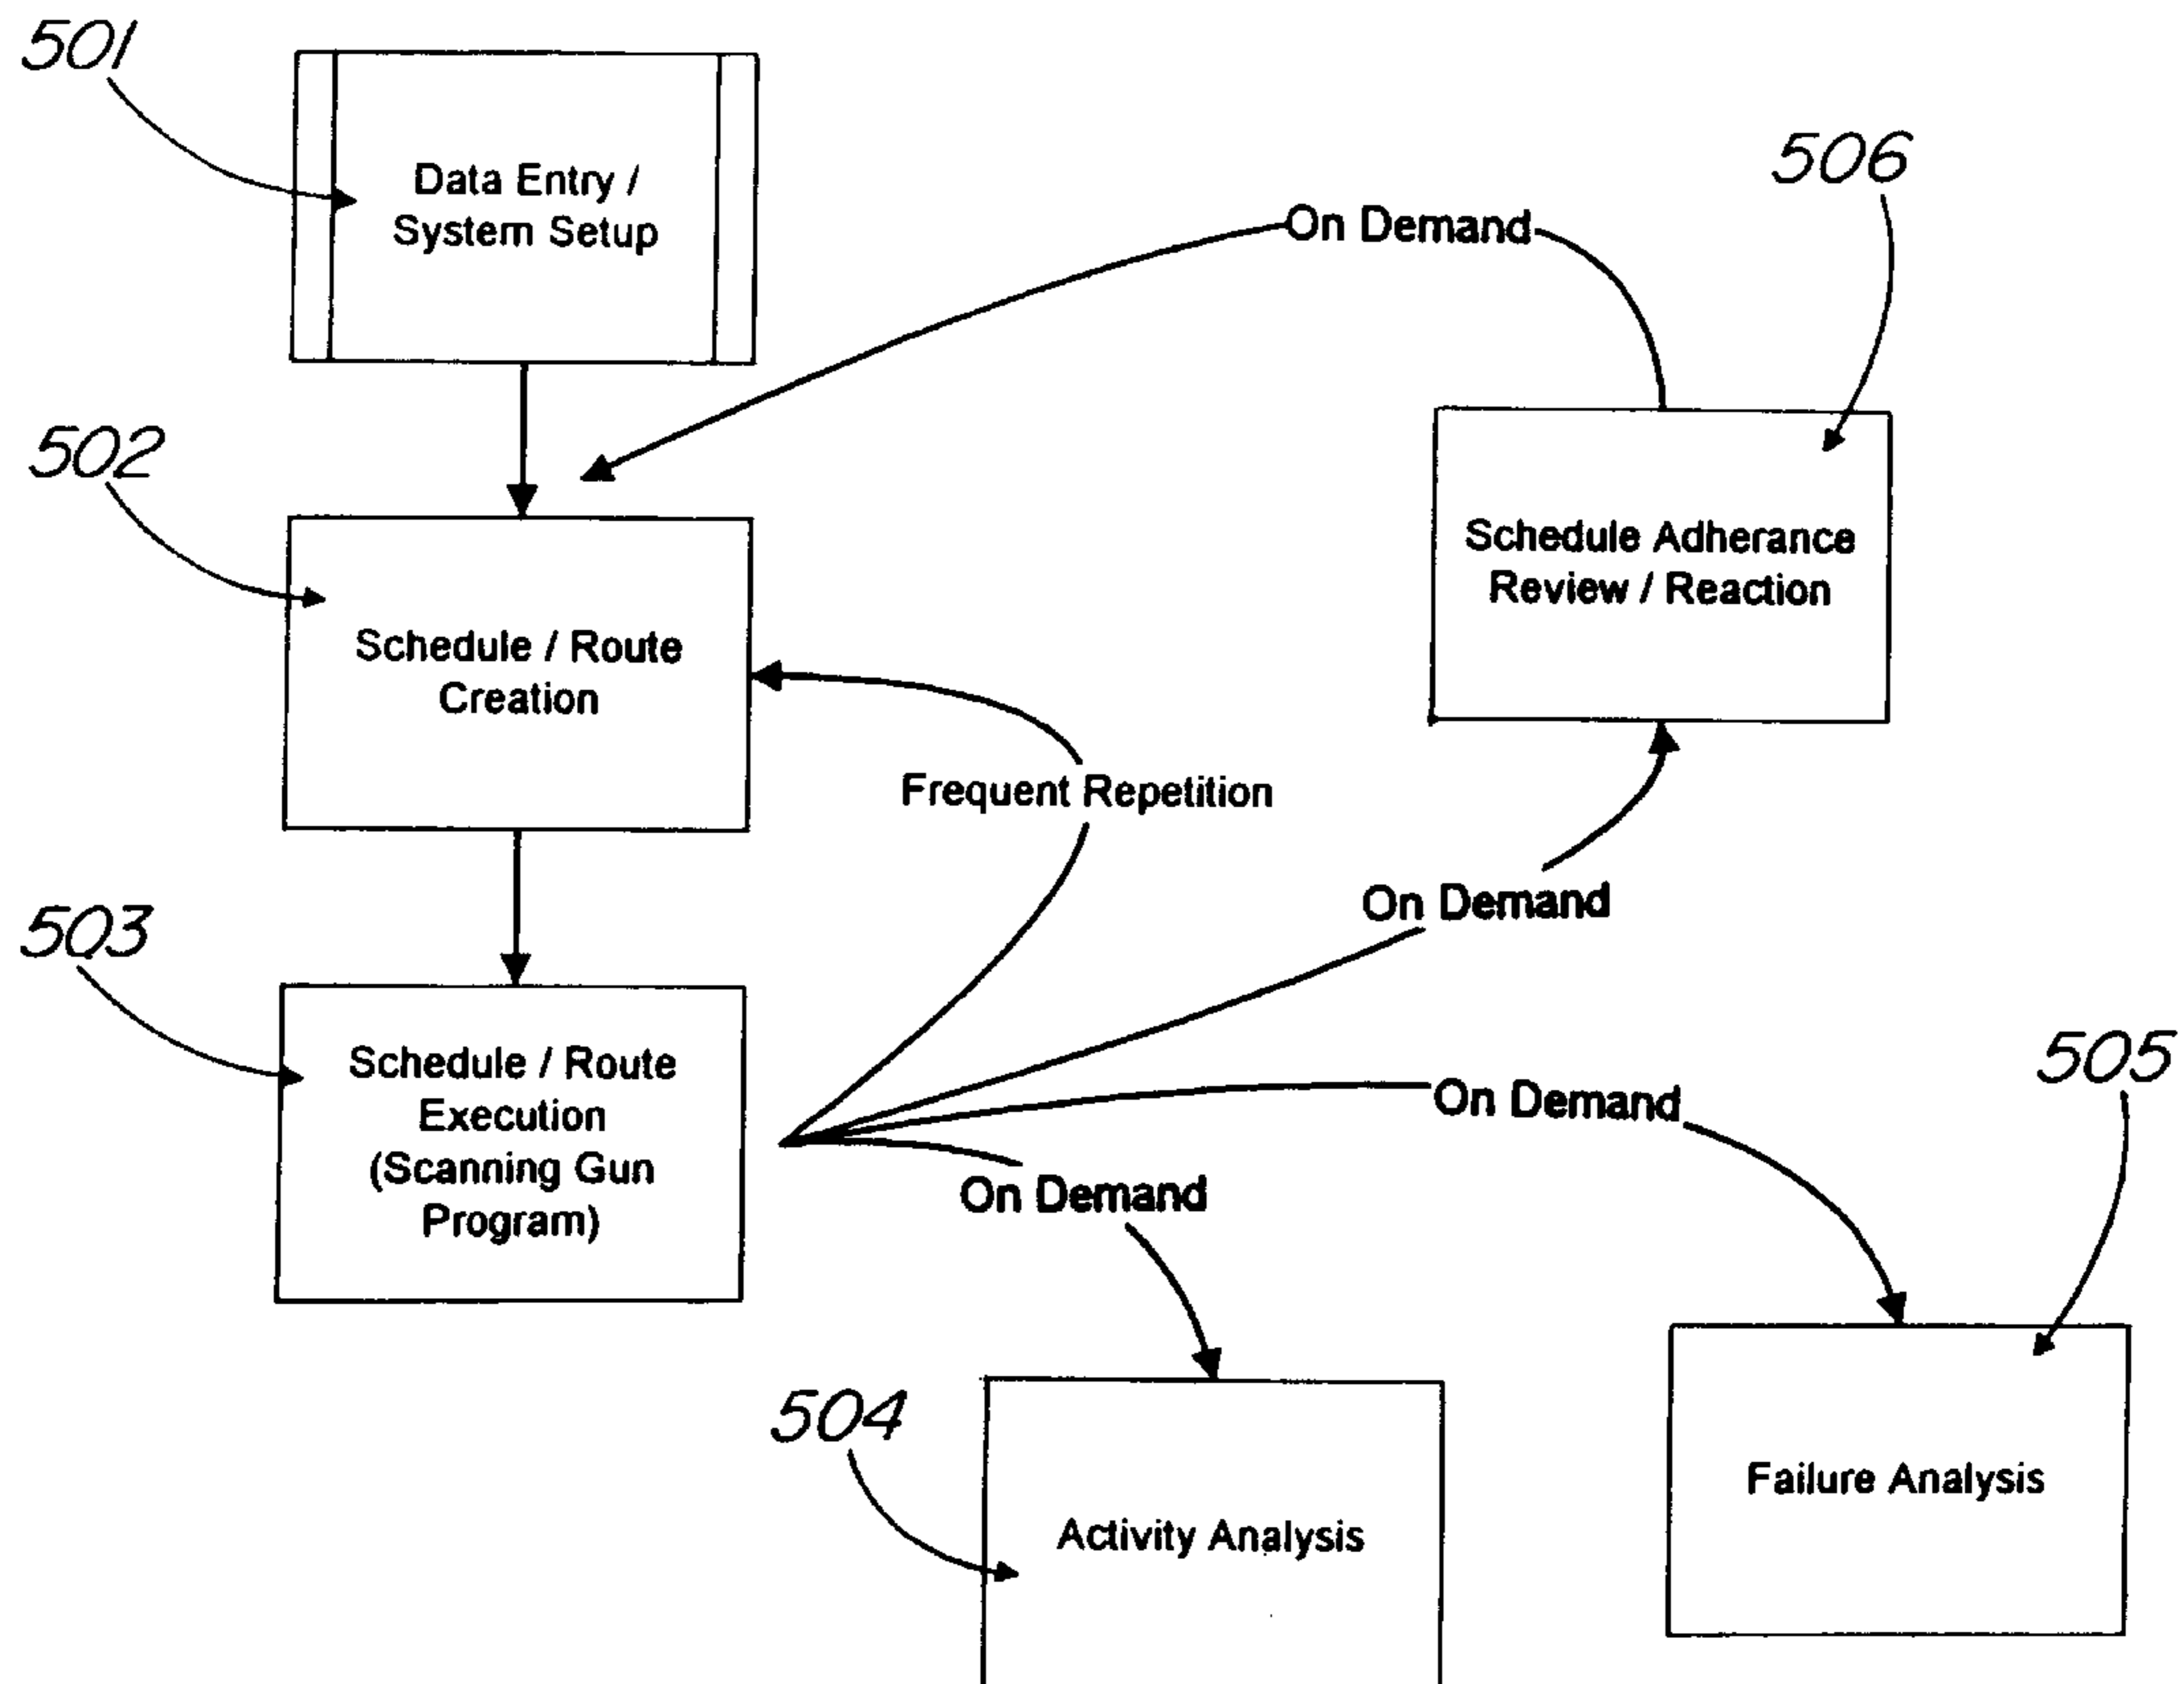 501
Data Entry /
System Setup
506
On Demand
502
Schedule Adherance
Review / Reaction
Schedule / Route
Creation
Frequent Repetition
On Demand
503
Schedule / Route
Execution
(Scanning Gun
Program)
505
On Demand
On Demand
504
Failure Analysis
Activity Analysis